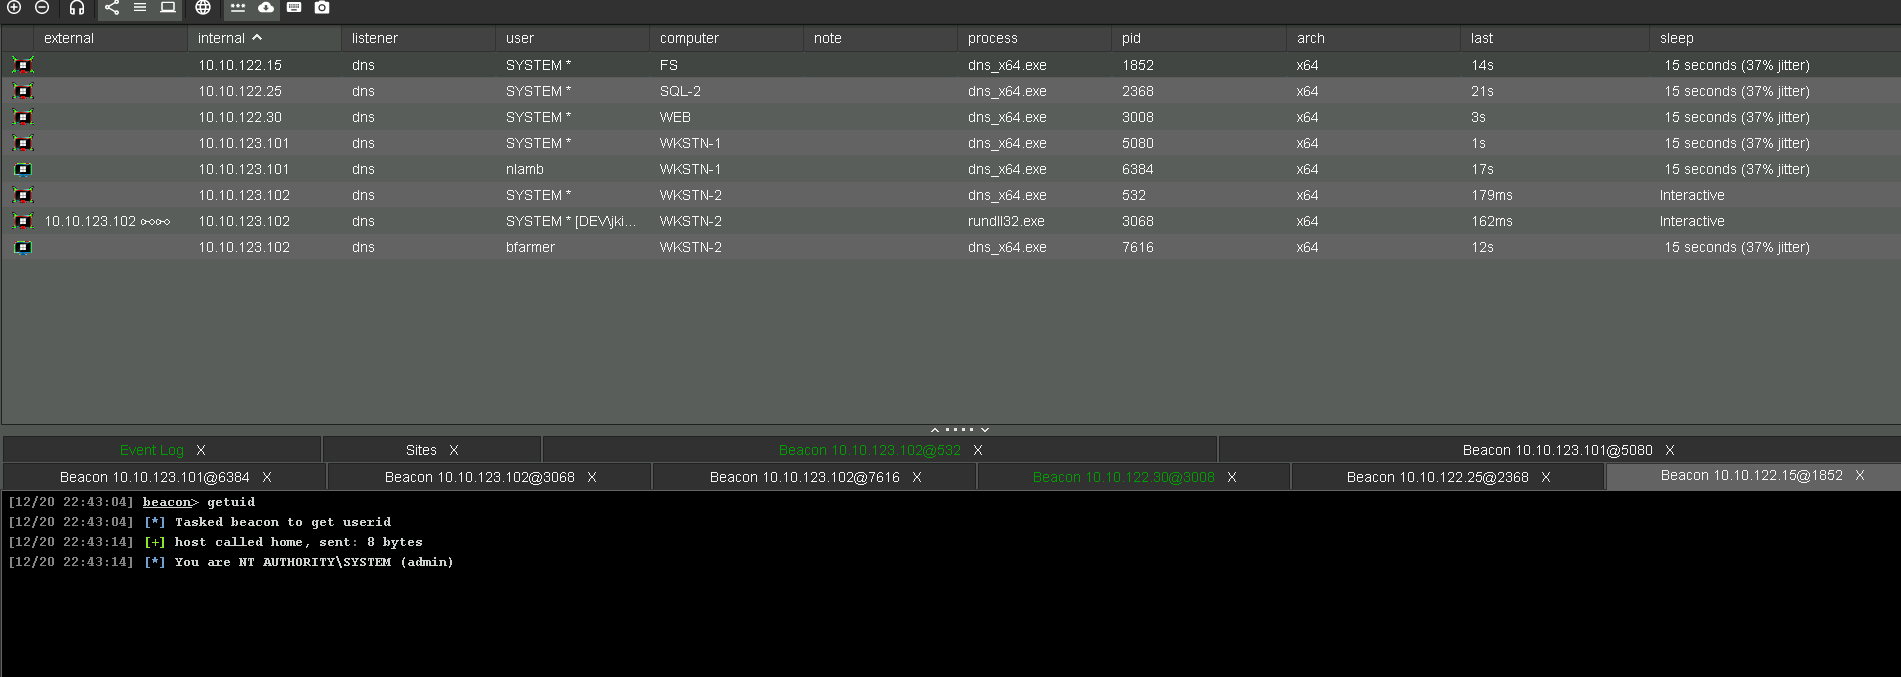 external internal listener user computer note process pid arch last sleep
10.10.122.15 dns SYSTEM * FS dns_x64.exe 1852 x64 14s 15 seconds (37% jitter)
10.10.122.25 dns SYSTEM * SQL-2 dns_x64.exe 2368 x64 21s 15 seconds (37% jitter)
10.10.122.30 dns SYSTEM * WEB dns_x64.exe 3008 x64 3s 15 seconds (37% jitter)
10.10.123.101 dns SYSTEM * WKSTN-1 dns_x64.exe 5080 x64 1s 15 seconds (37% jitter)
10.10.123.101 dns nlamb WKSTN-1 dns_x64.exe 6384 x64 17s 15 seconds (37% jitter)
10.10.123.102 dns SYSTEM * WKSTN-2 dns_x64.exe 532 x64 179ms Interactive
10.10.123.102 10.10.123.102 dns SYSTEM * [DEV\jki... WKSTN-2 rundll32.exe 3068 x64 162ms Interactive
10.10.123.102 dns bfarmer WKSTN-2 dns_x64.exe 7616 x64 12s 15 seconds (37% jitter)
Event Log X Sites X Beacon 10.10.123.102@532 X Beacon 10.10.123.101@5080 X
Beacon 10.10.123.101@6384 X Beacon 10.10.123.102@3068 X Beacon 10.10.123.102@7616 X Beacon 10.10.122.30@3008 X Beacon 10.10.122.25@2368 X Beacon 10.10.122.15@1852 X
[12/20 22:43:04] beacon> getuid
[12/20 22:43:04] [*] Tasked beacon to get userid
[12/20 22:43:14] [+] host called home, sent: 8 bytes
[12/20 22:43:14] [*] You are NT AUTHORITY\SYSTEM (admin)